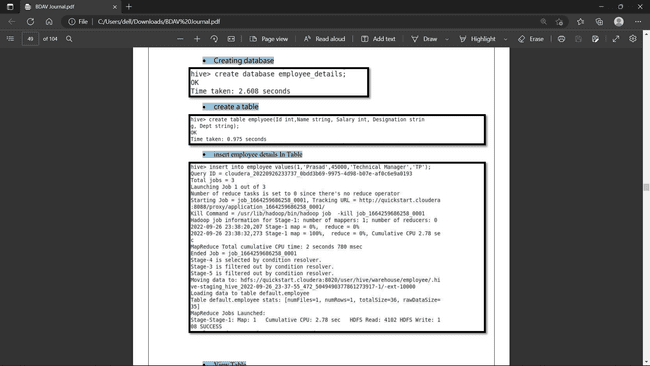 BDAV Journal.pdf
File
C:/Users/dell/Downloads/BDAV%20Journal.pdf
49 of 104
Page view
Read aloud
Add text
Draw
Highlight
Erase
Creating database
hive> create database employee_details;
OK
Time taken: 2.608 seconds
create a table
hive> create table employee(Id int,Name string, Salary int, Designation strin
g, Dept string);
OK
Time taken: 0.975 seconds
insert employee details In Table
hive> insert into employee values(1,'Prasad',45000,'Technical Manager','TP');
Query ID = cloudera_20220926233737_0bdd3b69-9975-4d98-b07e-af0c6e9a0193
Total jobs = 3
Launching Job 1 out of 3
Number of reduce tasks is set to 0 since there's no reduce operator
Starting Job = job_1664259686258_0001, Tracking URL = http://quickstart.cloudera
:8088/proxy/application_1664259686258_0001/
Kill Command = /usr/lib/hadoop/bin/hadoop job  -kill job_1664259686258_0001
Hadoop job information for Stage-1: number of mappers: 1; number of reducers: 0
2022-09-26 23:38:20,207 Stage-1 map = 0%,  reduce = 0%
2022-09-26 23:38:32,273 Stage-1 map = 100%,  reduce = 0%, Cumulative CPU 2.78 se
c
MapReduce Total cumulative CPU time: 2 seconds 780 msec
Ended Job = job_1664259686258_0001
Stage-4 is selected by condition resolver.
Stage-3 is filtered out by condition resolver.
Stage-5 is filtered out by condition resolver.
Moving data to: hdfs://quickstart.cloudera:8020/user/hive/warehouse/employee/.hi
ve-staging_hive_2022-09-26_23-37-55_472_5049490377861273917-1/-ext-10000
Loading data to table default.employee
Table default.employee stats: [numFiles=1, numRows=1, totalSize=36, rawDataSize=
35]
MapReduce Jobs Launched:
Stage-Stage-1: Map: 1   Cumulative CPU: 2.78 sec   HDFS Read: 4102 HDFS Write: 1
08 SUCCESS
View Table